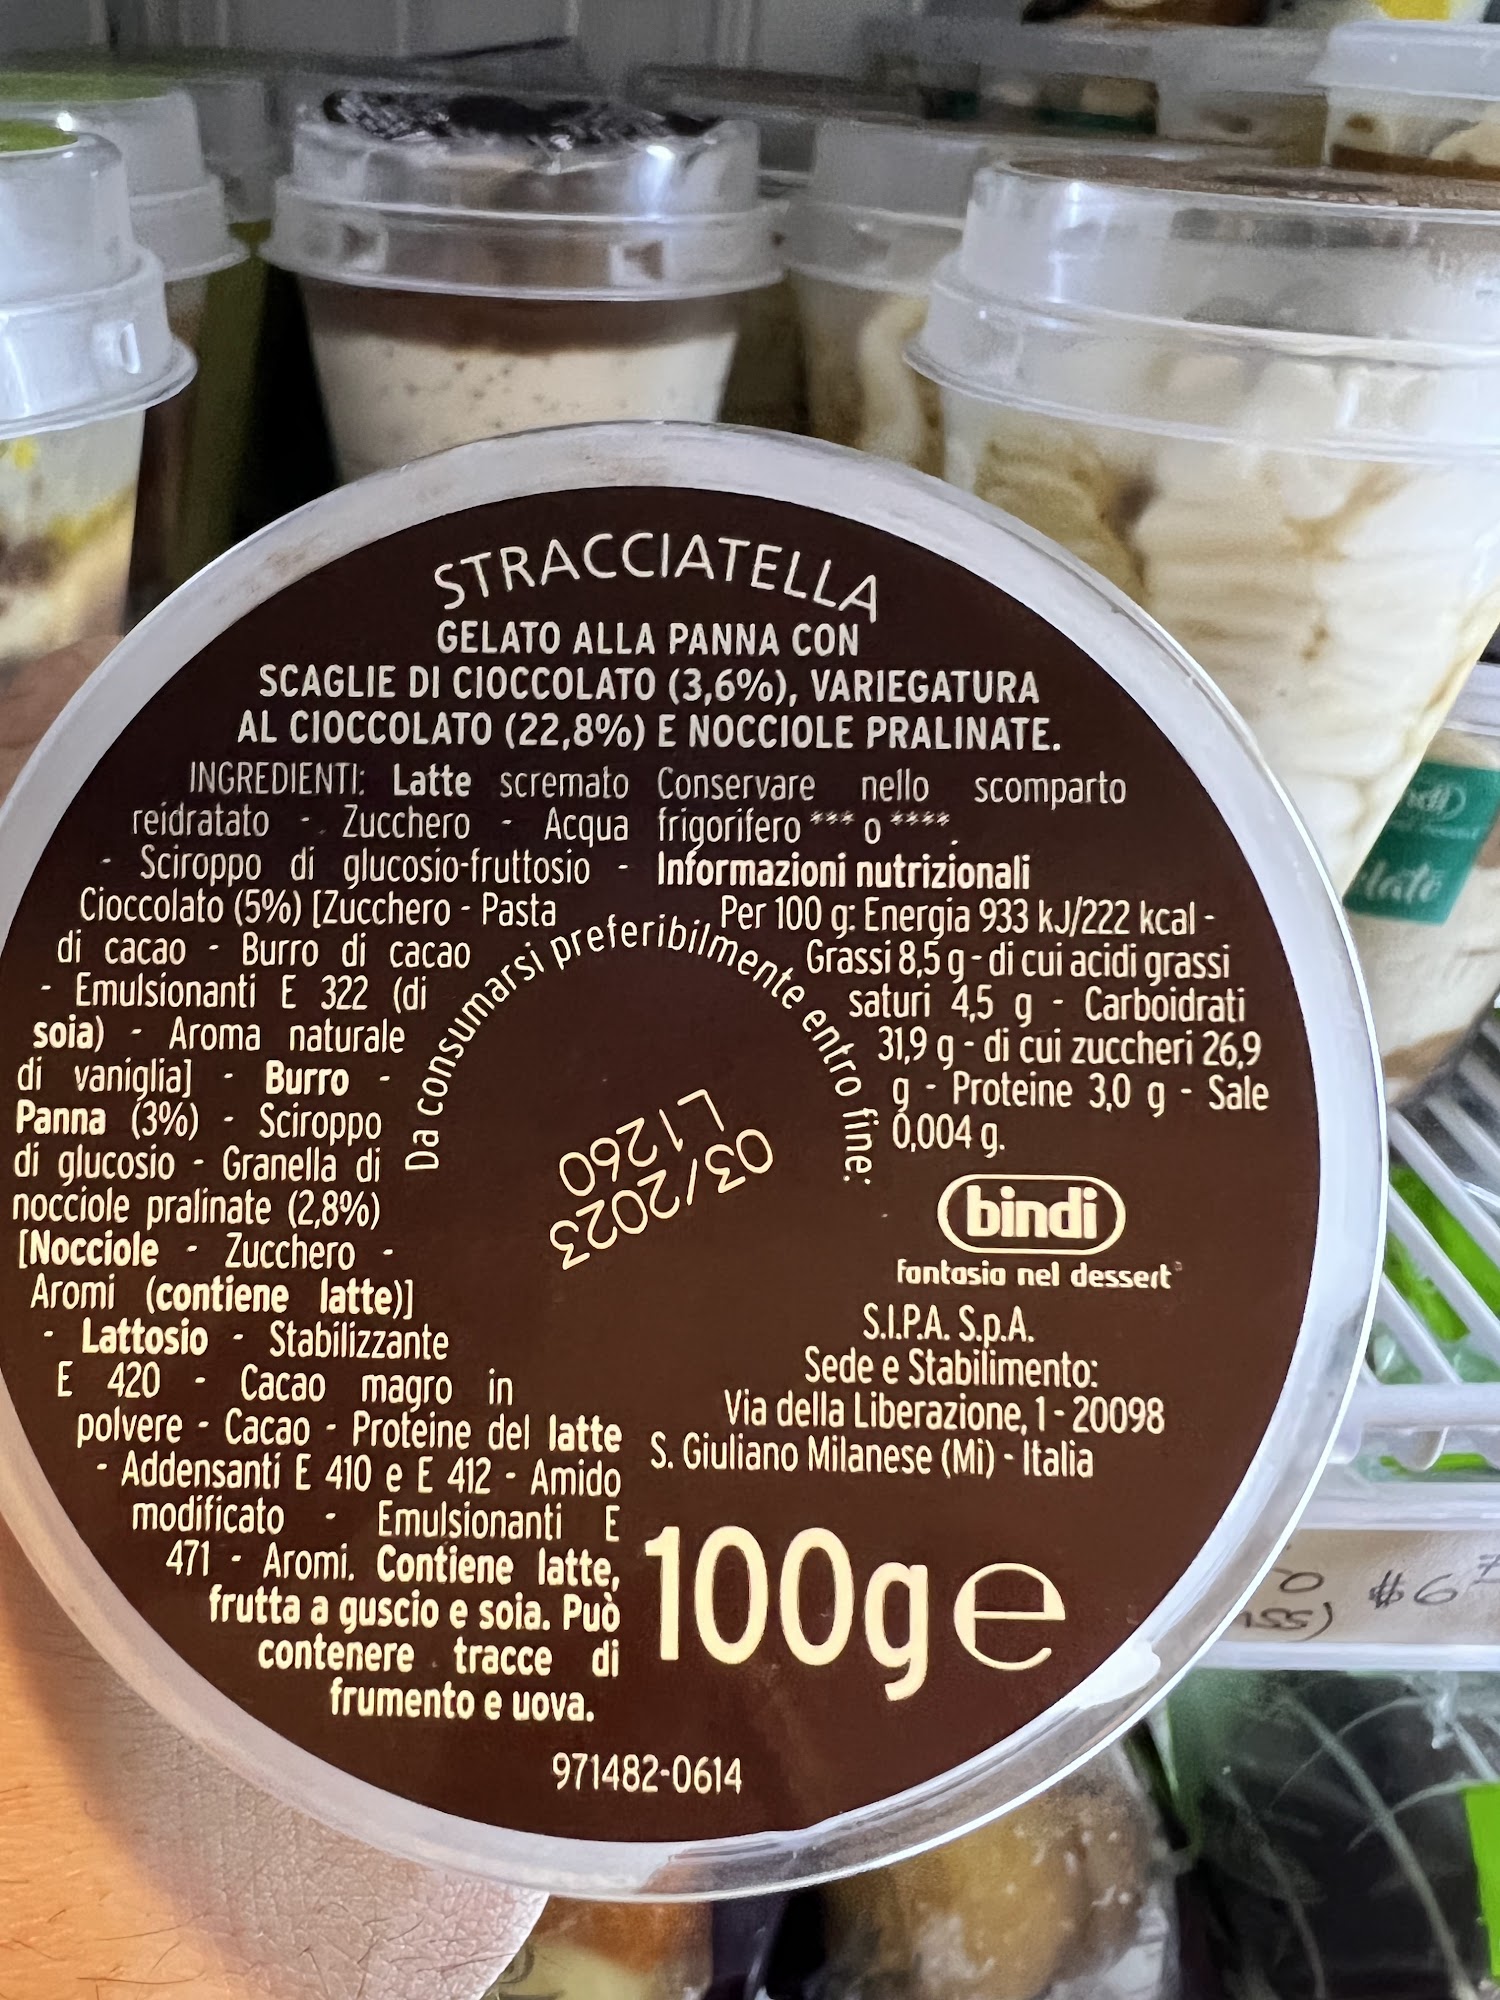 STRACCIATELLA
GELATO ALLA PANNA CON
SCAGLIE DI CIOCCOLATO (3,6%), VARIEGATURA
AL CIOCCOLATO (22,8%) E NOCCIOLE PRALINATE.
INGREDIENTI: Latte scremato
reidratato - Zucchero - Acqua
- Sciroppo di glucosio-fruttosio -
Cioccolato (5%) [Zucchero - Pasta
di cacao - Burro di cacao
- Emulsionanti E 322 (di
soia) - Aroma naturale
di vaniglia] - Burro -
Panna (3%) - Sciroppo
di glucosio - Granella di
nocciole pralinate (2,8%)
[Nocciole - Zucchero -
Aromi (contiene latte)]
- Lattosio - Stabilizzante
E 420 - Cacao magro in
polvere - Cacao - Proteine del latte
- Addensanti E 410 e E 412 - Amido
modificato - Emulsionanti E
471 - Aromi. Contiene latte,
frutta a guscio e soia. Può
contenere tracce di
frumento e uova.
Conservare nello scomparto
frigorifero *** o ****.
Informazioni nutrizionali
Per 100 g: Energia 933 kJ/222 kcal -
Grassi 8,5 g - di cui acidi grassi
saturi 4,5 g - Carboidrati
31,9 g - di cui zuccheri 26,9
g - Proteine 3,0 g - Sale
0,004 g.
Da consumarsi preferibilmente entro fine:
03/2023
L1260
bindi
Fantasia nel dessert®
S.I.P.A. S.p.A.
Sede e Stabilimento:
Via della Liberazione, 1 - 20098
S. Giuliano Milanese (Mi) - Italia
100g e
971482-0614
$6